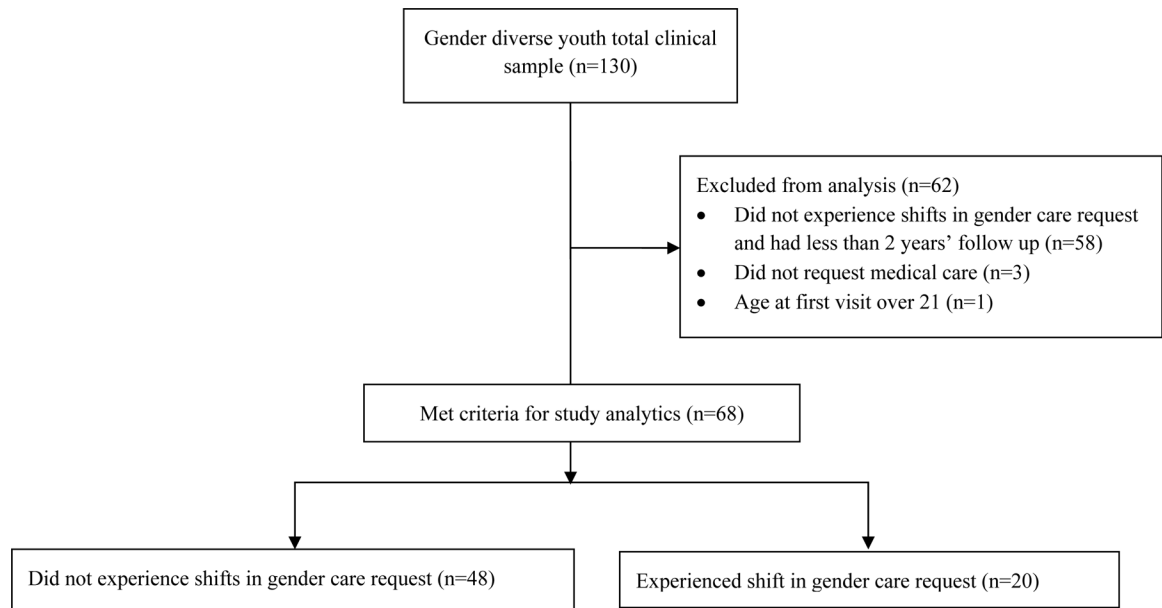 Gender diverse youth total clinical
sample (n=130)
Excluded from analysis (n=62)
• Did not experience shifts in gender care request
and had less than 2 years’ follow up (n=58)
• Did not request medical care (n=3)
• Age at first visit over 21 (n=1)
Met criteria for study analytics (n=68)
Did not experience shifts in gender care request (n=48)
Experienced shift in gender care request (n=20)